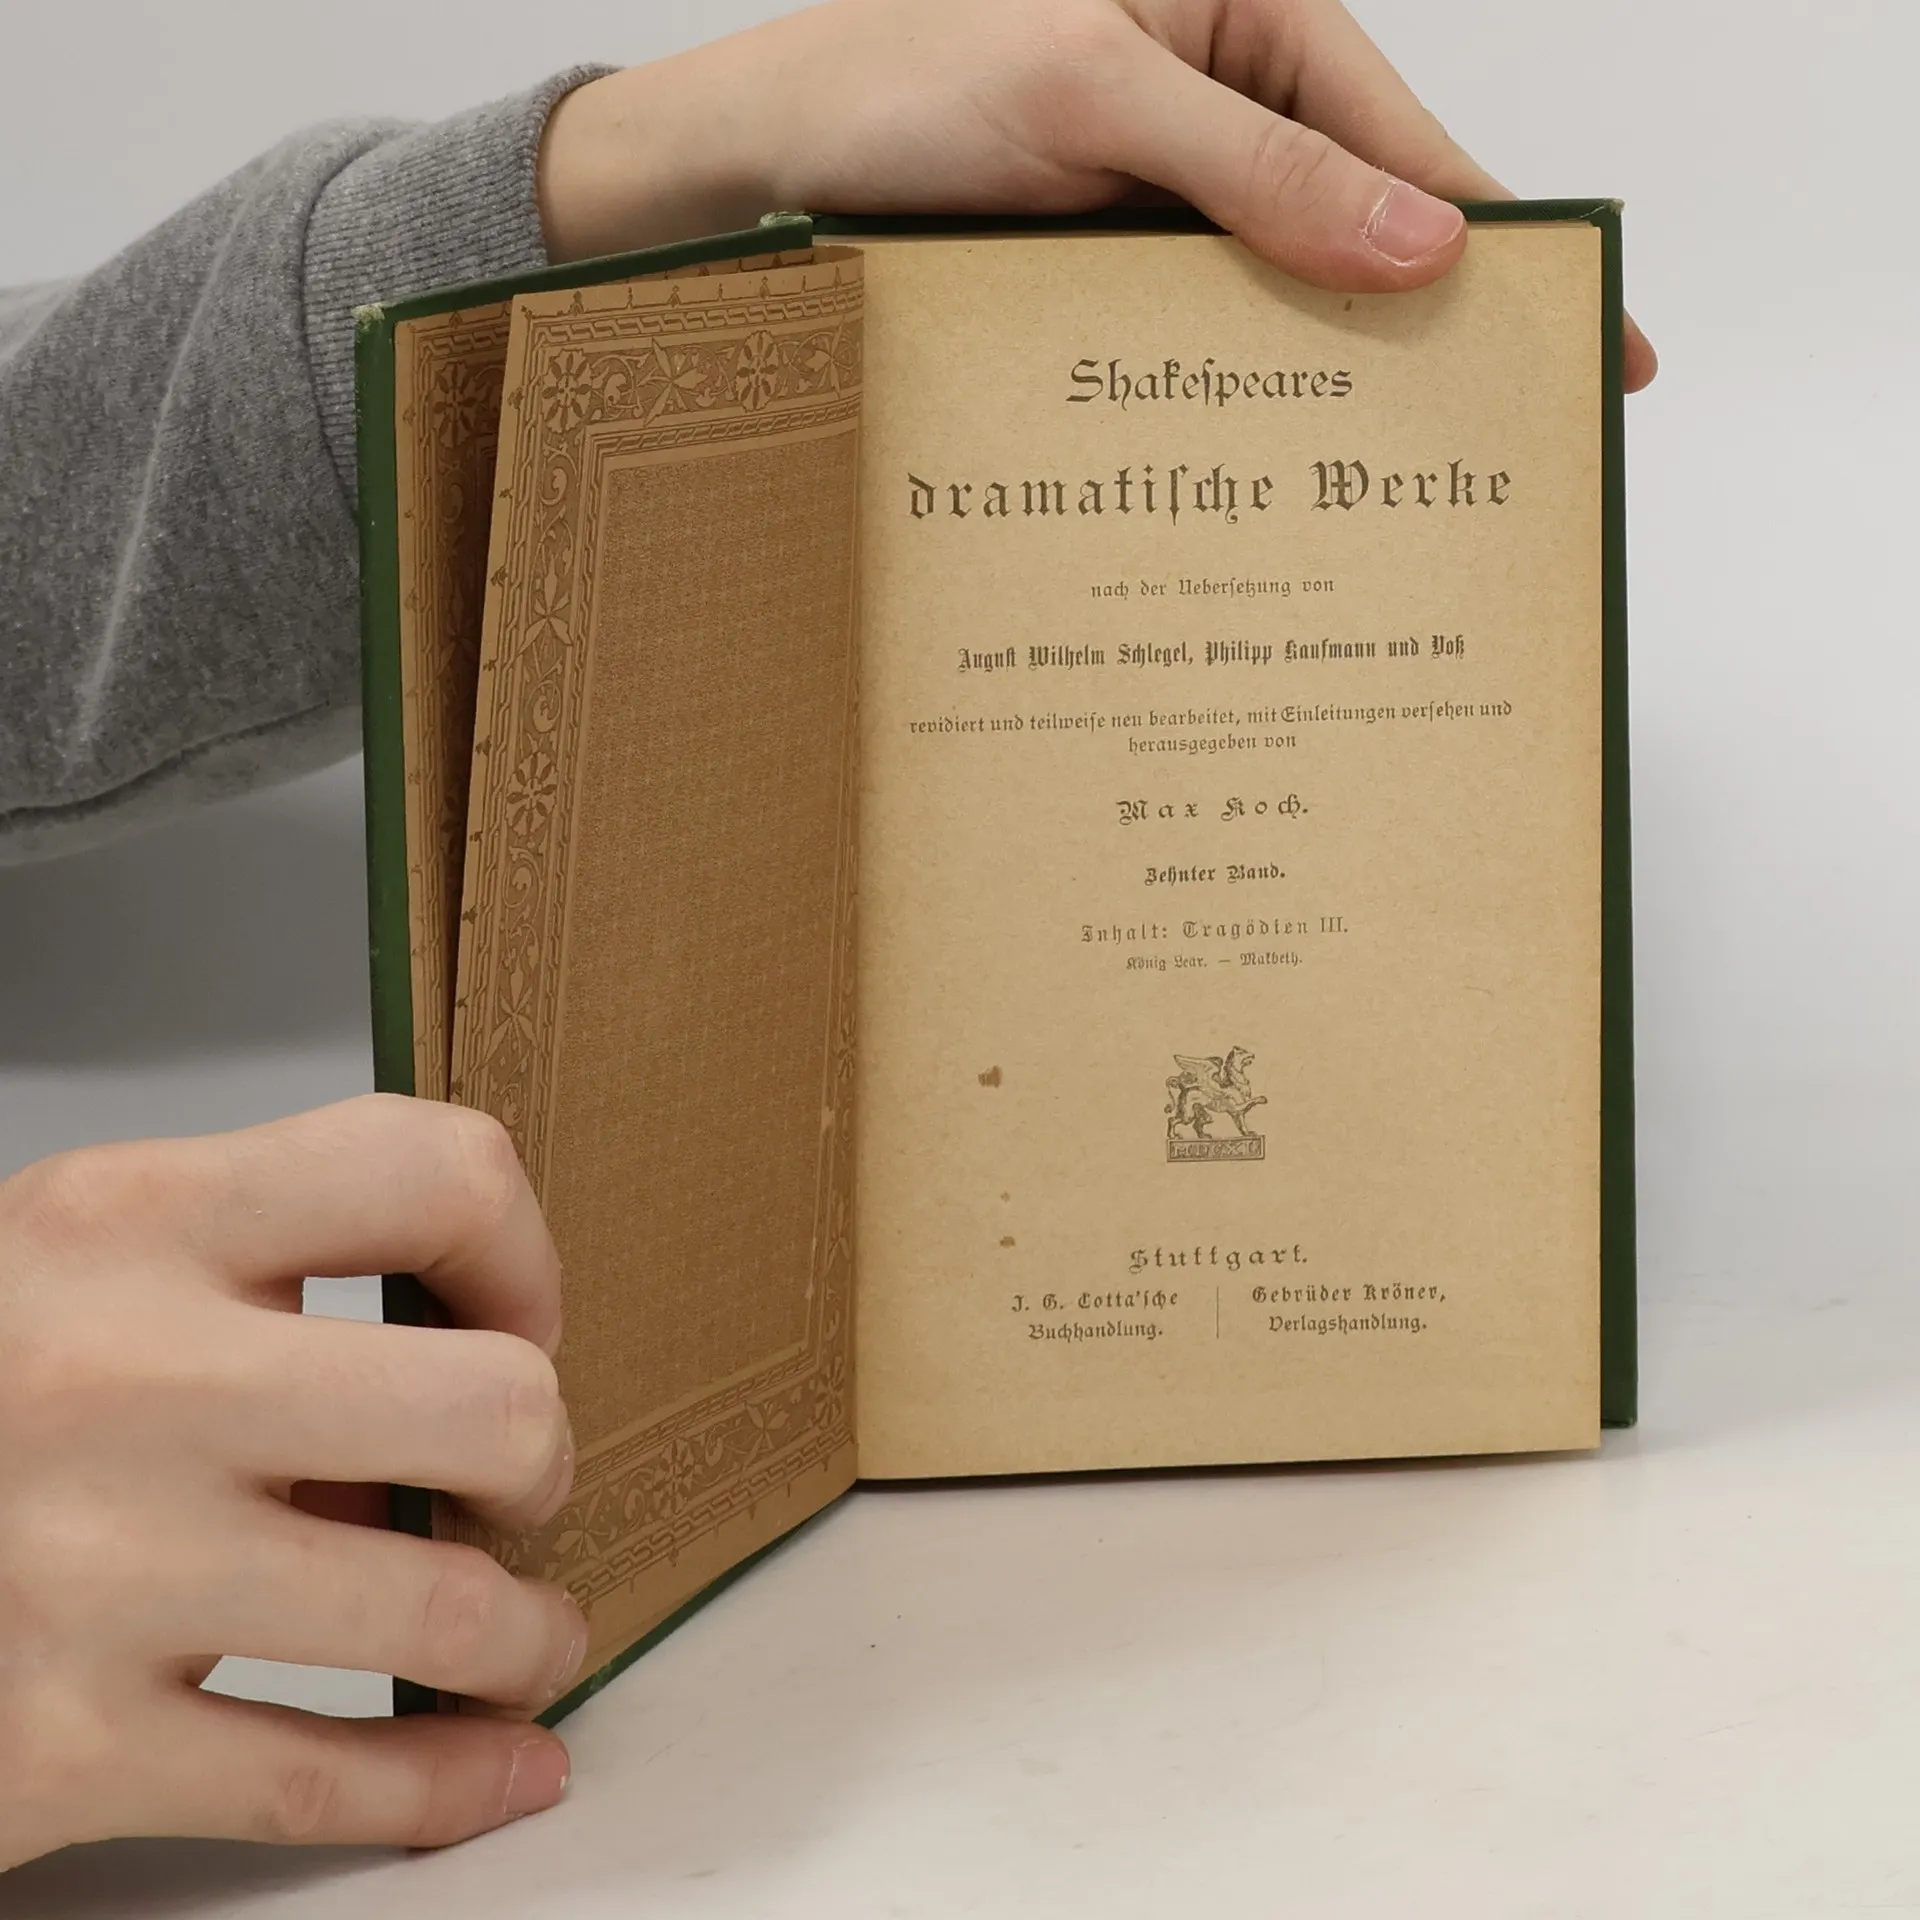 Shakeſpeares
dramatiſche Werke
nach der Ueberſetzung von
Auguſt Wilhelm Schlegel, Philipp Kaufmann und Voß
revidiert und teilweiſe neu bearbeitet, mit Einleitungen verſehen und
herausgegeben von
Max Koch.
Zehnter Band.
Inhalt: Tragödien III.
König Lear. — Makbeth.
Stuttgart.
J. G. Cotta'ſche
Buchhandlung.
Gebrüder Kröner,
Verlagshandlung.